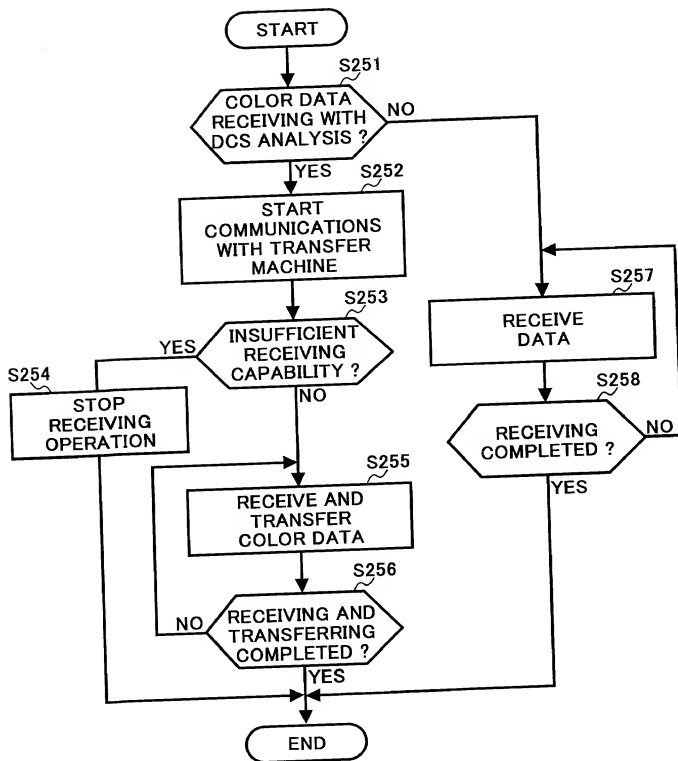 START
S251
COLOR DATA
RECEIVING WITH
DCS ANALYSIS ?
NO
YES
S252
START
COMMUNICATIONS
WITH TRANSFER
MACHINE
S253
INSUFFICIENT
RECEIVING
CAPABILITY ?
YES
NO
S254
STOP
RECEIVING
OPERATION
S255
RECEIVE AND
TRANSFER
COLOR DATA
S256
RECEIVING AND
TRANSFERRING
COMPLETED ?
NO
YES
S257
RECEIVE
DATA
S258
RECEIVING
COMPLETED ?
NO
YES
END